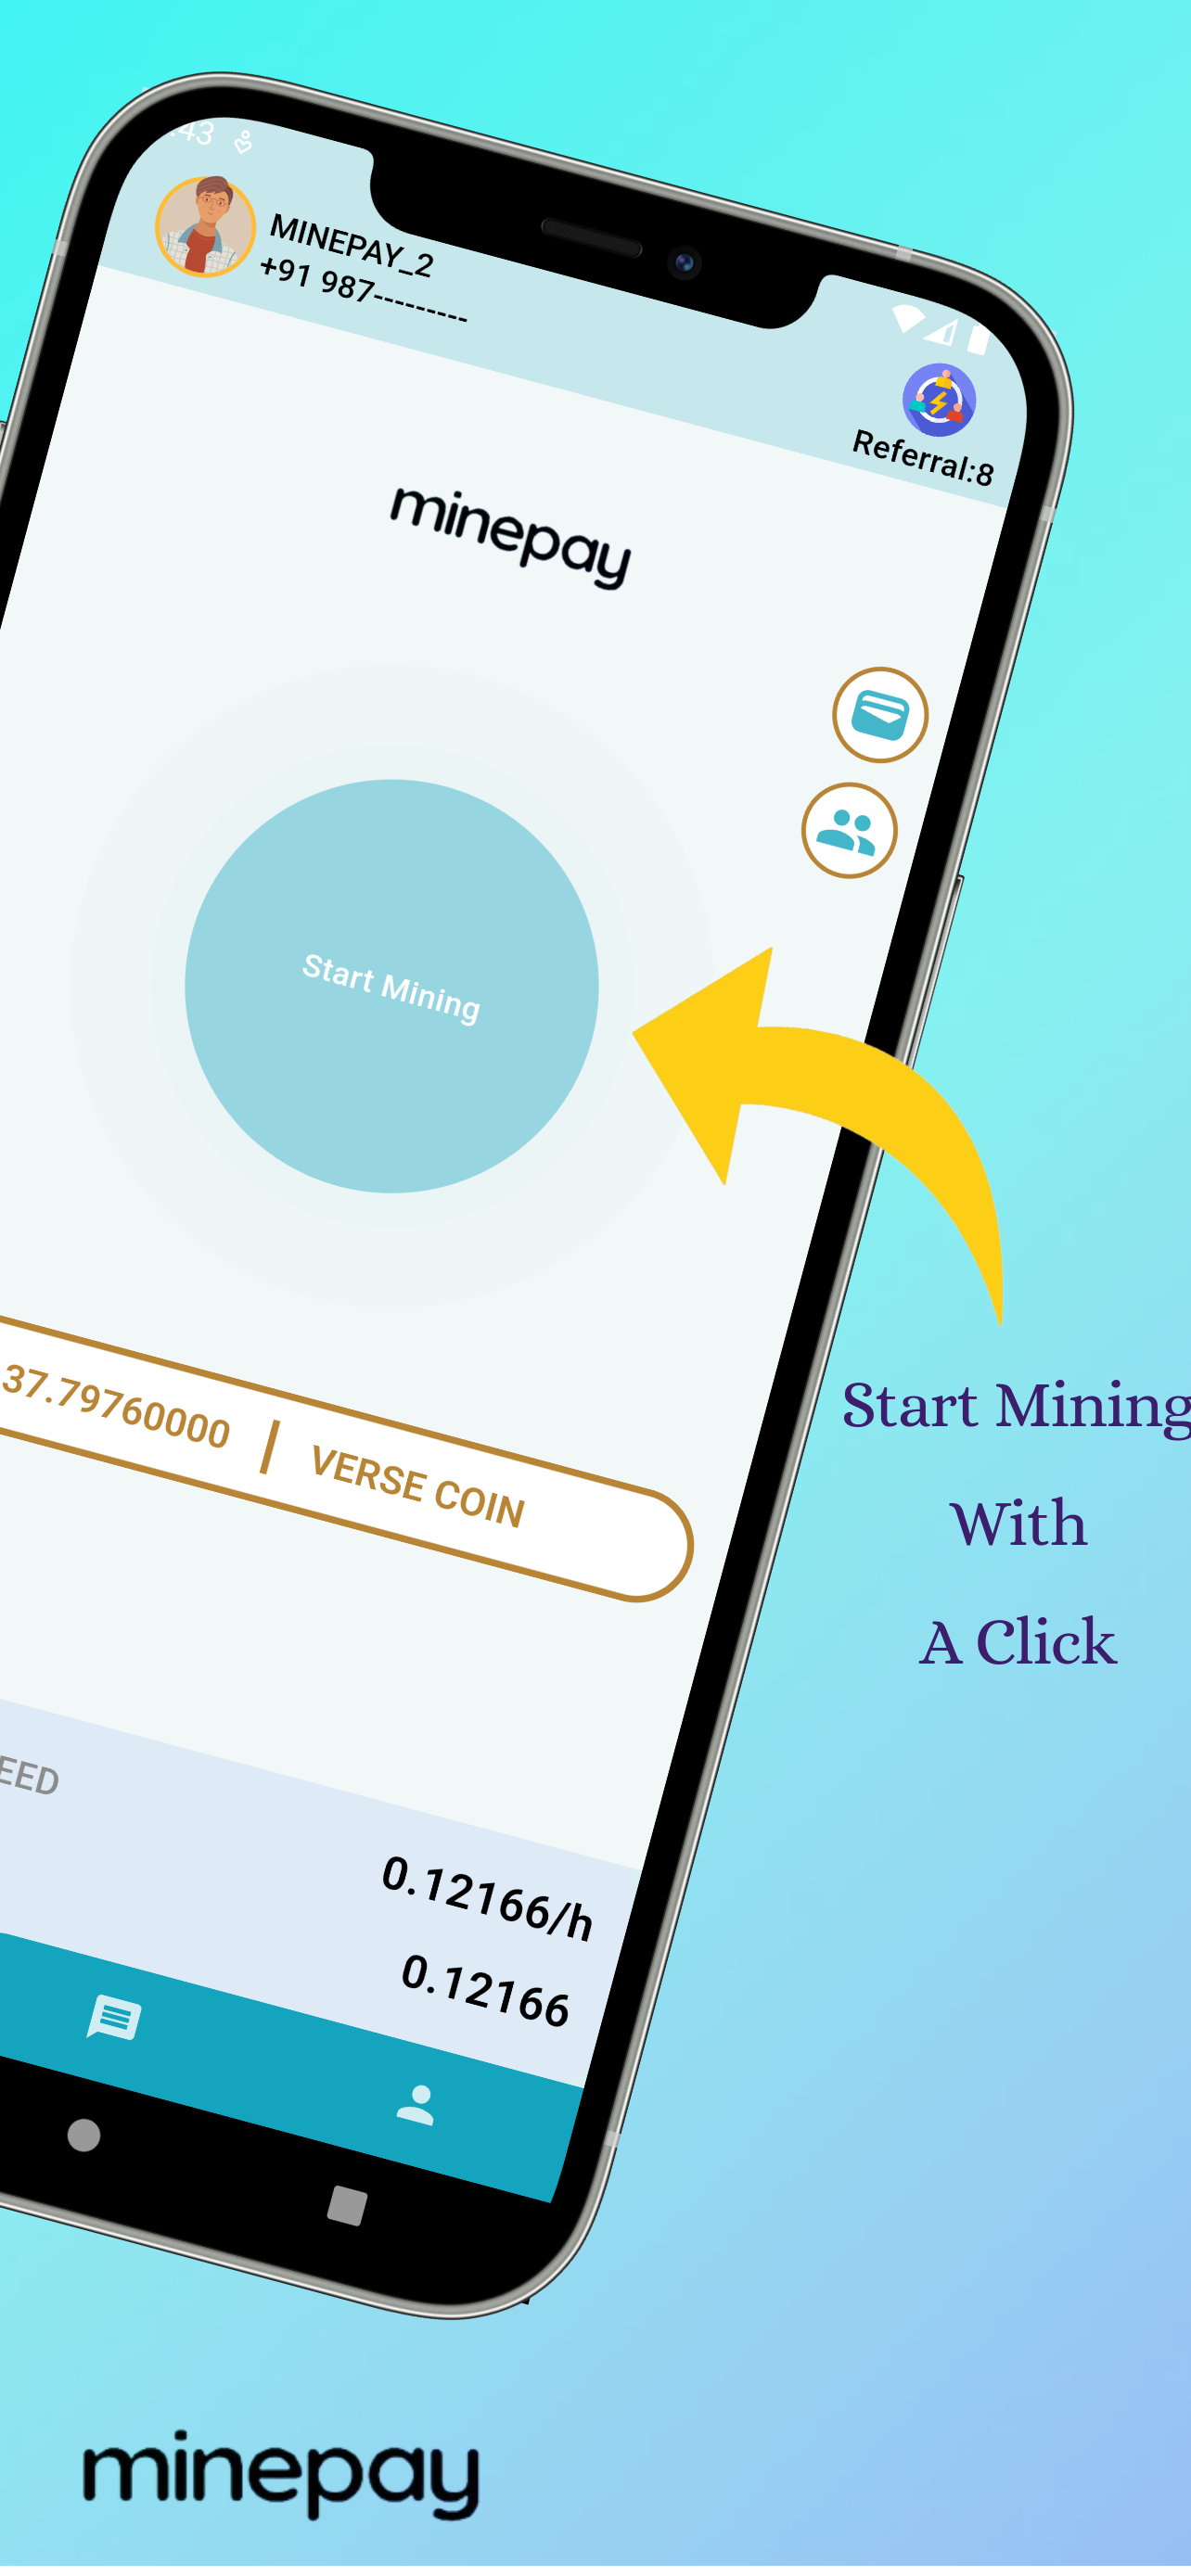 :43
MINEPAY_2
+91 987---------
Referral:8
minepay
Start Mining
37.79760000 | VERSE COIN
Start Mining
With
A Click
EED
0.12166/h
0.12166
minepay